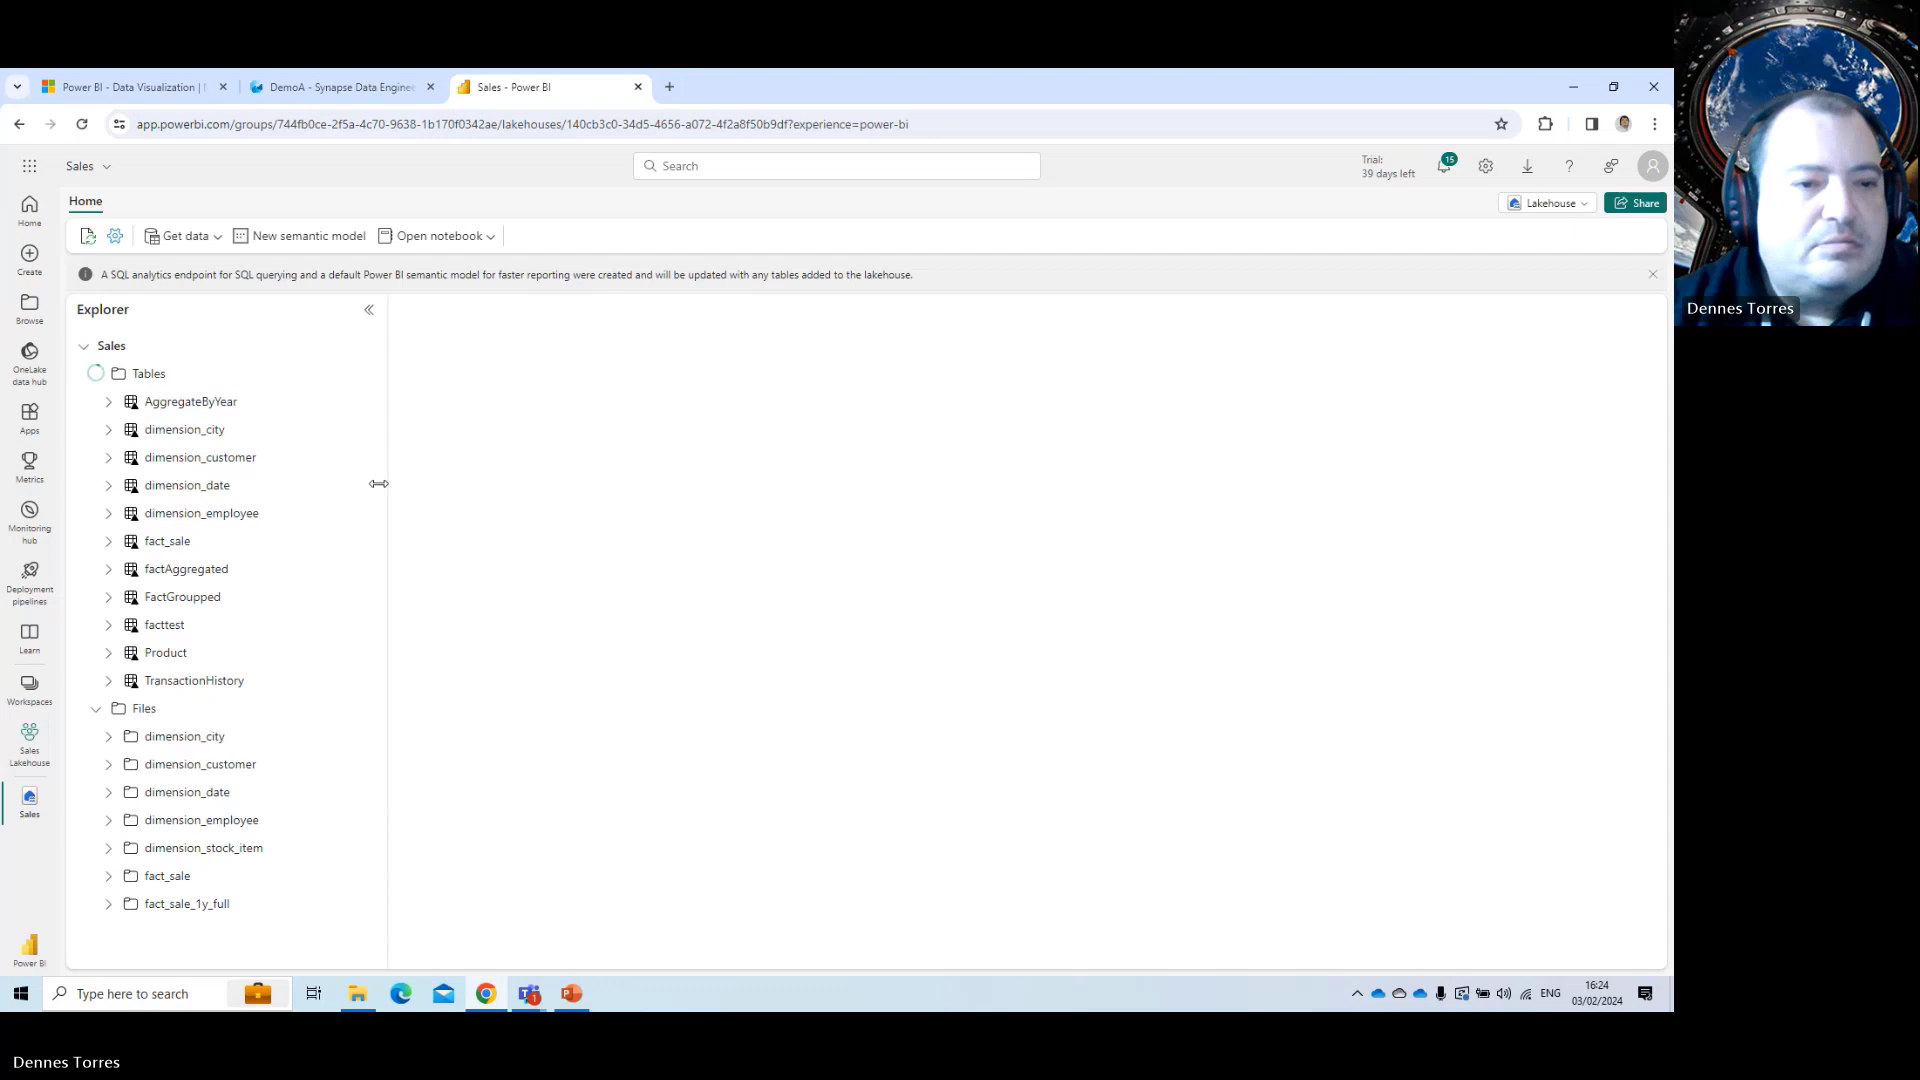 Power BI - Data Visualization |
DemoA - Synapse Data Engine
Sales - Power BI
app.powerbi.com/groups/744fb0ce-2f5a-4c70-9638-1b170f0342ae/lakehouses/140cb3c0-34d5-4656-a072-4f2a8f50b9df?experience=power-bi
Sales
Search
Trial:
39 days left
15
Home
Lakehouse
Share
Get data
New semantic model
Open notebook
A SQL analytics endpoint for SQL querying and a default Power BI semantic model for faster reporting were created and will be updated with any tables added to the lakehouse.
Home
Create
Browse
OneLake
data hub
Apps
Metrics
Monitoring
hub
Deployment
pipelines
Learn
Workspaces
Sales
Lakehouse
Sales
Power BI
Explorer
Sales
Tables
AggregateByYear
dimension_city
dimension_customer
dimension_date
dimension_employee
fact_sale
factAggregated
FactGroupped
facttest
Product
TransactionHistory
Files
dimension_city
dimension_customer
dimension_date
dimension_employee
dimension_stock_item
fact_sale
fact_sale_1y_full
Type here to search
ENG
16:24
03/02/2024
Dennes Torres
Dennes Torres